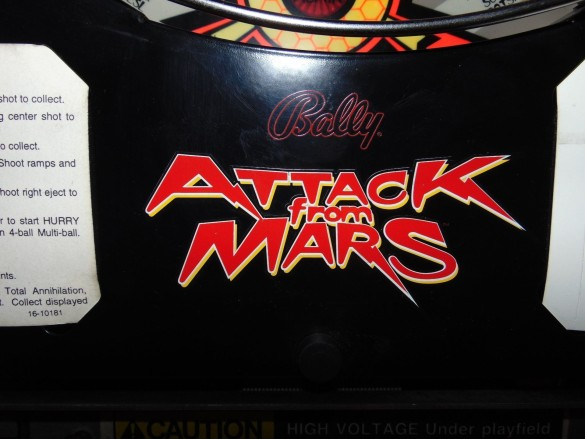 shot to collect.
g center shot to
o collect.
Shoot ramps and
hoot right eject to
r to start HURRY
n 4-ball Multi-ball.
nts.
Total Annihilation,
t. Collect displayed
16-10181
Bally
ATTACK
from
MARS
CAUTION HIGH VOLTAGE Under playfield